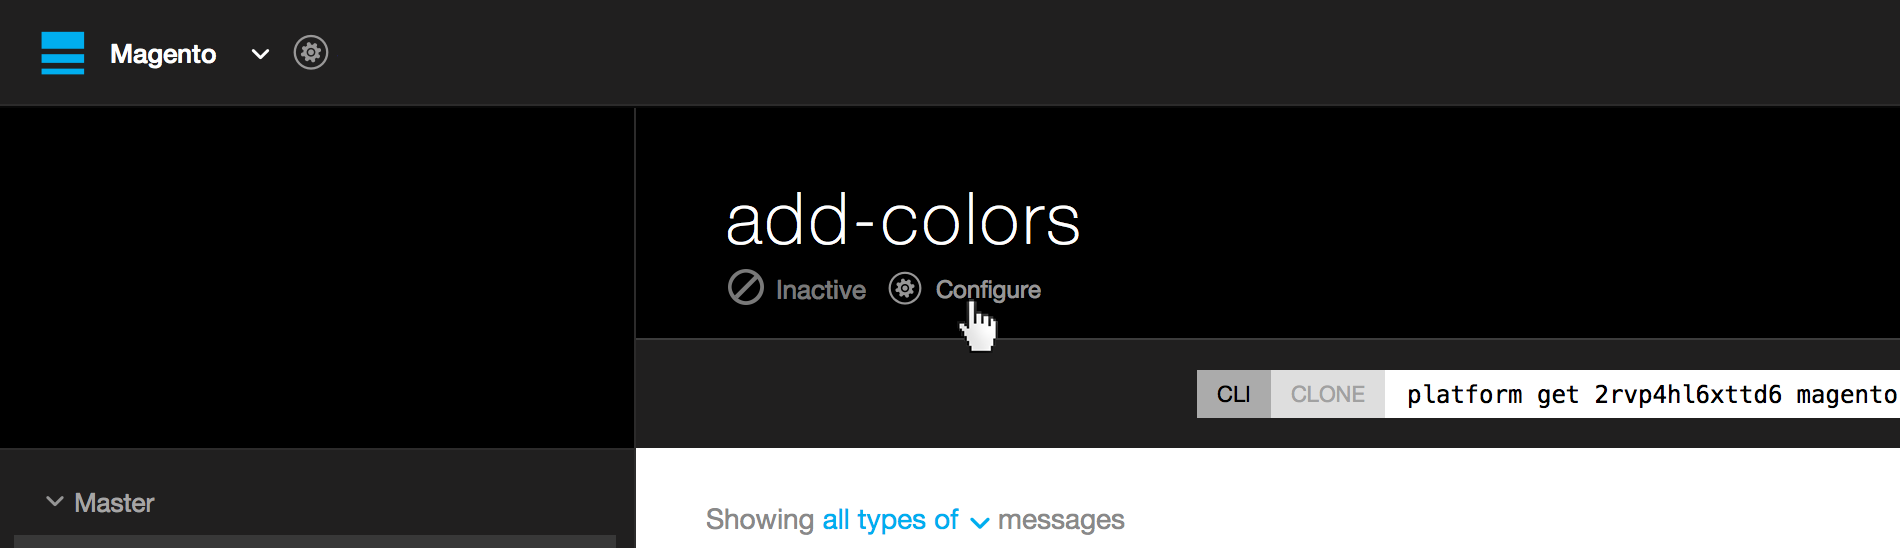 Magento
add-colors
Inactive Configure
CLI CLONE platform get 2rvp4hl6xttd6 magento
Master
Showing all types of messages